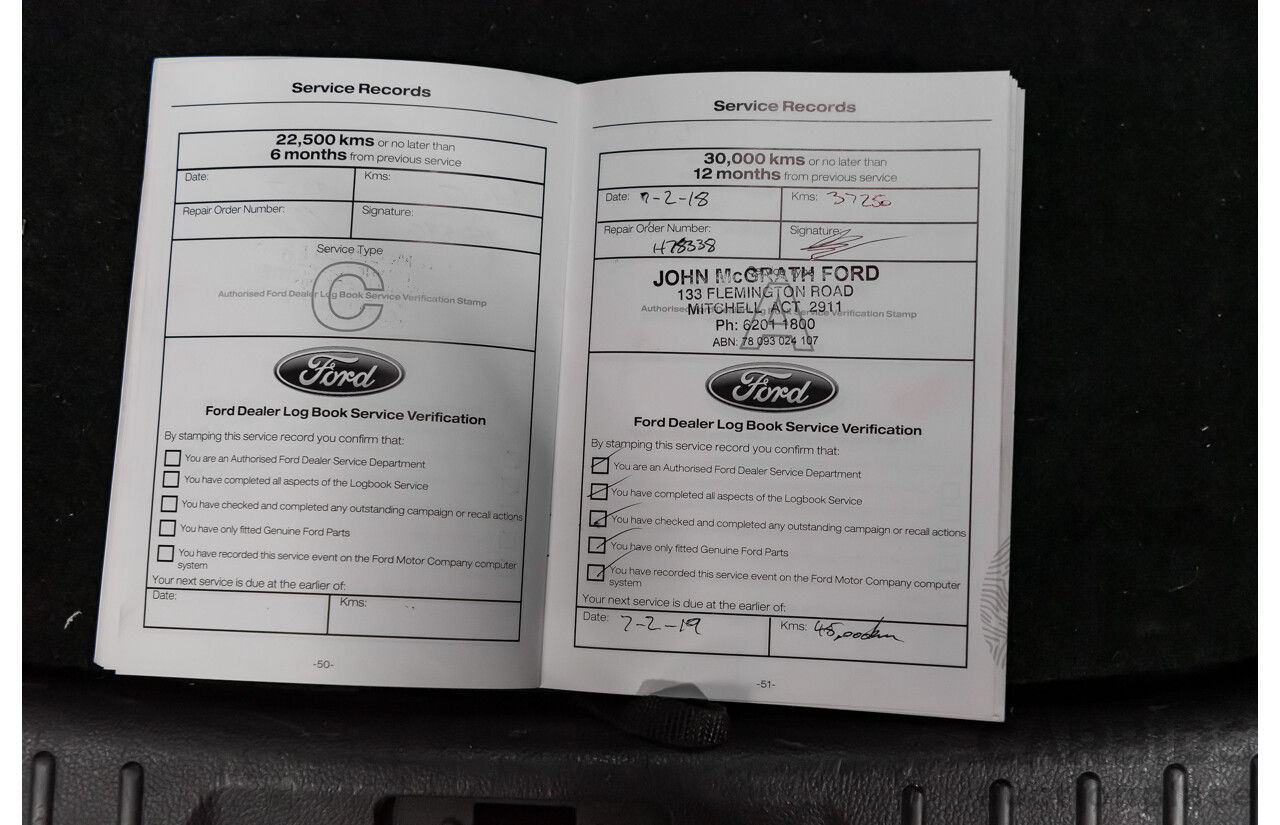 Service Records
22,500 kms or no later than
6 months from previous service
Date:
Kms:
Repair Order Number:
Signature:
Service Type
C
Authorised Ford Dealer Log Book Service Verification Stamp
Ford
Ford Dealer Log Book Service Verification
By stamping this service record you confirm that:
You are an Authorised Ford Dealer Service Department
You have completed all aspects of the Logbook Service
You have checked and completed any outstanding campaign or recall actions
You have only fitted Genuine Ford Parts
You have recorded this service event on the Ford Motor Company computer
system
Your next service is due at the earlier of:
Date:
Kms:
-50-
Service Records
30,000 kms or no later than
12 months from previous service
Date: 7-2-18
Kms: 37250
Repair Order Number:
H78338
Signature:
JOHN McGRATH FORD
133 FLEMINGTON ROAD
MITCHELL ACT 2911
Authorised Service Verification Stamp
A
Ph: 6201 1800
ABN: 78 093 024 107
Ford
Ford Dealer Log Book Service Verification
By stamping this service record you confirm that:
You are an Authorised Ford Dealer Service Department
You have completed all aspects of the Logbook Service
You have checked and completed any outstanding campaign or recall actions
You have only fitted Genuine Ford Parts
You have recorded this service event on the Ford Motor Company computer
system
Your next service is due at the earlier of:
Date: 7-2-19
Kms: 45,000km
-51-